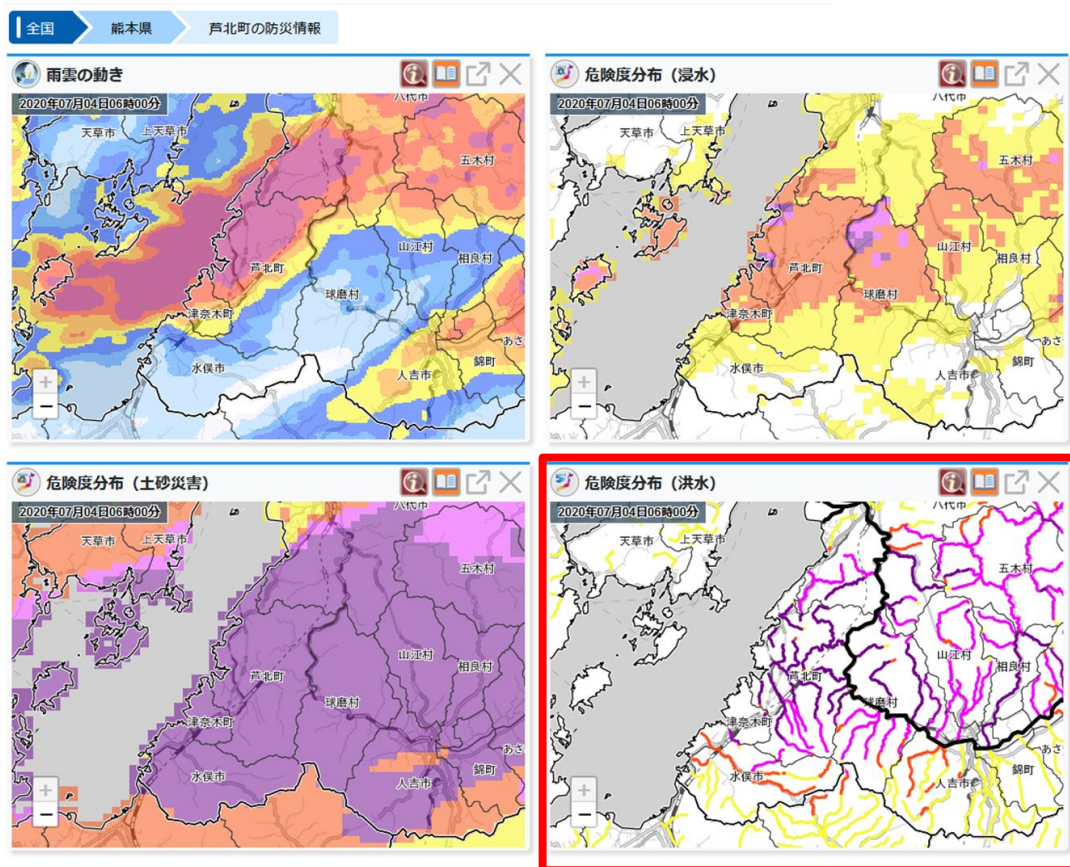 全国 熊本県 芦北町の防災情報
雨雲の動き
2020年07月04日06時00分
八代市
天草市
上天草市
五木村
山江村
相良村
芦北町
球磨村
津奈木町
水俣市
あさ
錦町
人吉市
+
−
危険度分布（浸水）
2020年07月04日06時00分
八代市
天草市
上天草市
五木村
山江村
相良村
芦北町
球磨村
津奈木町
水俣市
あさ
錦町
人吉市
+
−
危険度分布（土砂災害）
2020年07月04日06時00分
八代市
天草市
上天草市
五木村
山江村
相良村
芦北町
球磨村
津奈木町
水俣市
あさ
錦町
人吉市
+
−
危険度分布（洪水）
2020年07月04日06時00分
八代市
天草市
上天草市
五木村
山江村
相良村
芦北町
球磨村
津奈木町
水俣市
あさ
錦町
人吉市
+
−